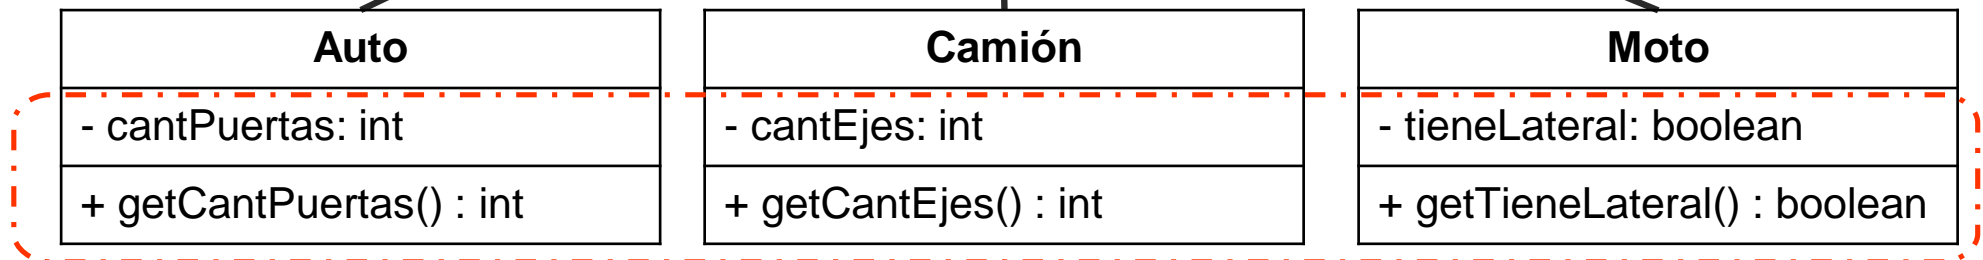 Auto
- cantPuertas: int
+ getCantPuertas() : int
Camión
- cantEjes: int
+ getCantEjes() : int
Moto
- tieneLateral: boolean
+ getTieneLateral() : boolean